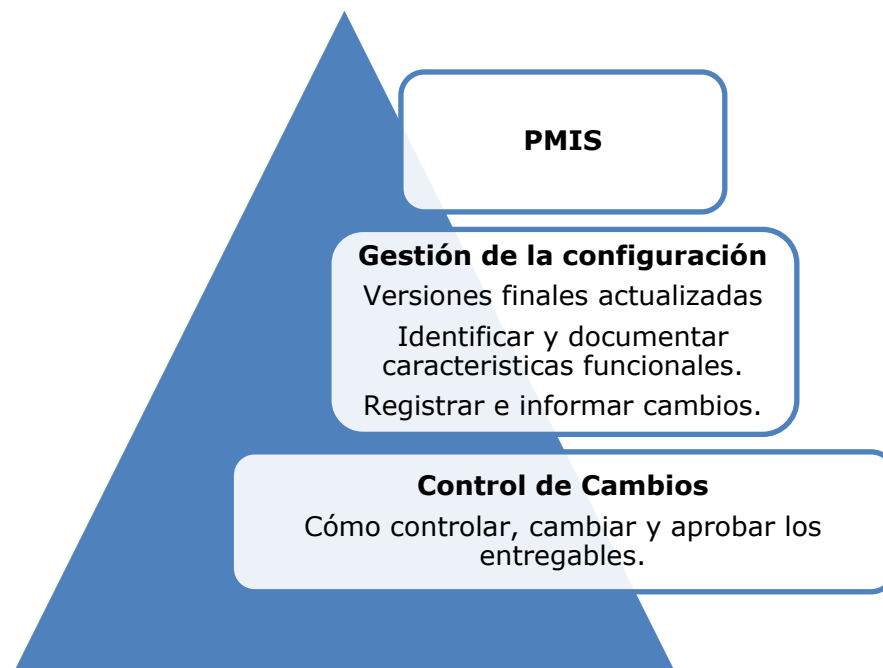 PMIS
Gestión de la configuración
Versiones finales actualizadas
Identificar y documentar
caracteristicas funcionales.
Registrar e informar cambios.
Control de Cambios
Cómo controlar, cambiar y aprobar los
entregables.